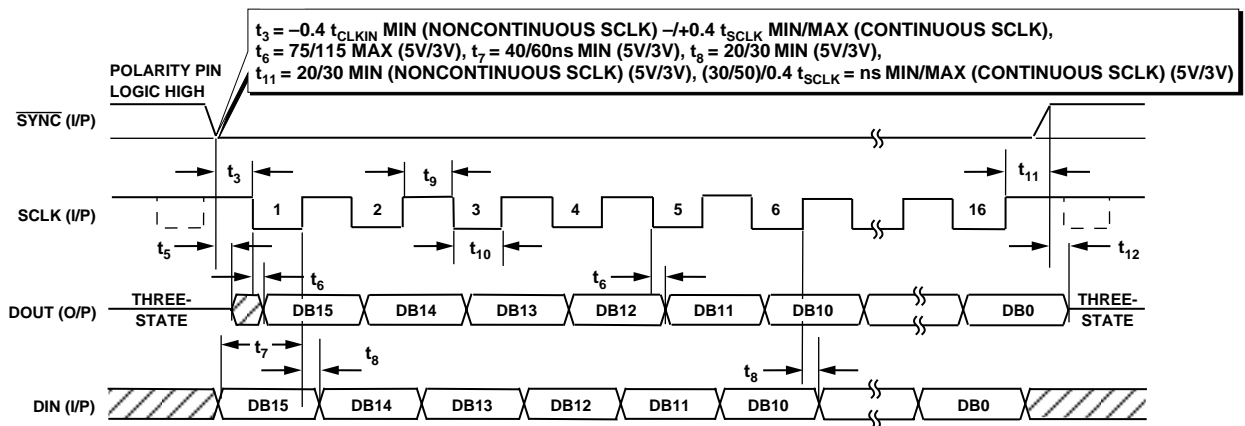 t3 = –0.4 tCLKIN MIN (NONCONTINUOUS SCLK) –/+0.4 tSCLK MIN/MAX (CONTINUOUS SCLK),
t6 = 75/115 MAX (5V/3V), t7 = 40/60ns MIN (5V/3V), t8 = 20/30 MIN (5V/3V),
t11 = 20/30 MIN (NONCONTINUOUS SCLK) (5V/3V), (30/50)/0.4 tSCLK = ns MIN/MAX (CONTINUOUS SCLK) (5V/3V)
POLARITY PIN
LOGIC HIGH
SYNC (I/P)
t3
t9
t11
SCLK (I/P)
1 2 3 4 5 6 16
t5
t10
t12
t6
t6
DOUT (O/P)
THREE-
STATE
DB15 DB14 DB13 DB12 DB11 DB10 DB0
THREE-
STATE
t7
t8
t8
DIN (I/P)
DB15 DB14 DB13 DB12 DB11 DB10 DB0